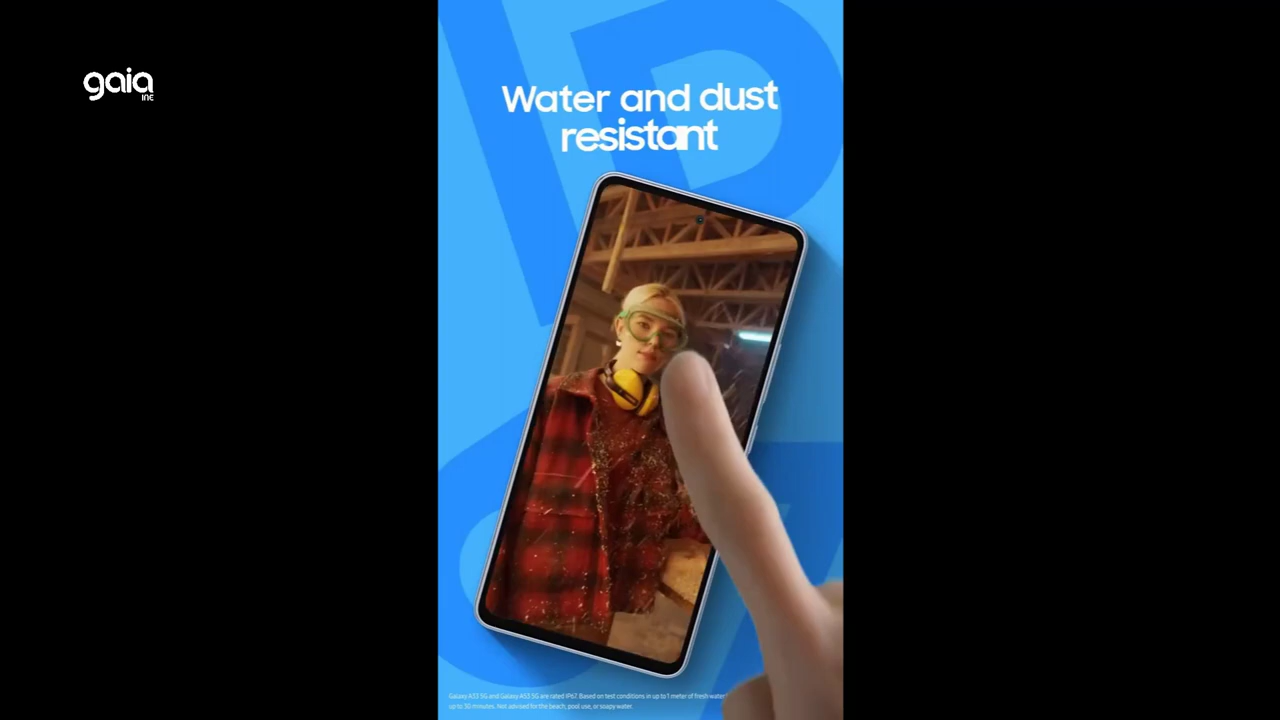 gaia
INC
Water and dust
resistant
Galaxy A33 5G and Galaxy A53 5G are rated IP67. Based on test conditions in up to 1 meter of fresh water
up to 30 minutes. Not advised for the beach, pool use, or soapy water.